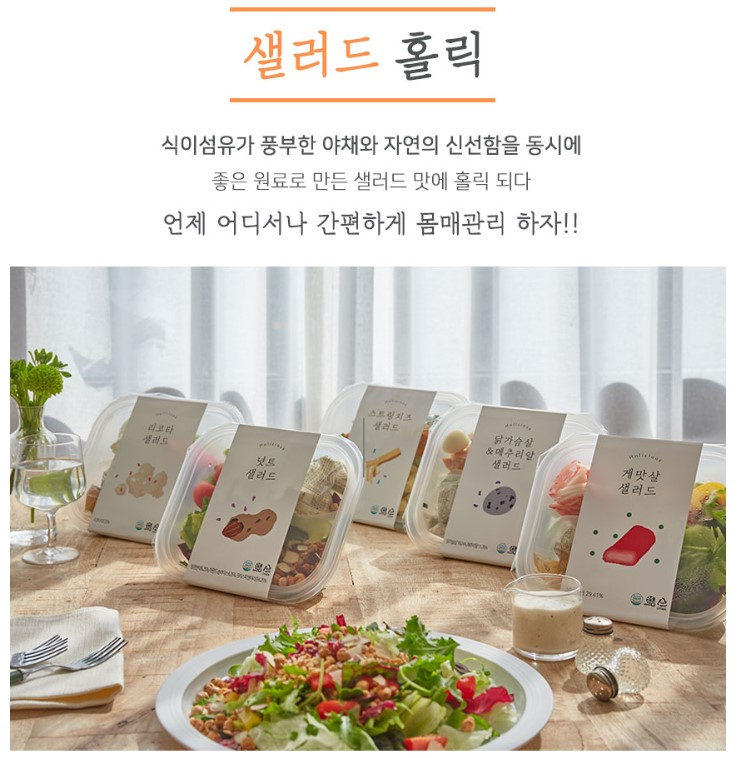 샐러드 홀릭
식이섬유가 풍부한 야채와 자연의 신선함을 동시에
좋은 원료로 만든 샐러드 맛에 홀릭 되다
언제 어디서나 간편하게 몸매관리 하자!!
리코타
샐러드
Holicious
넛트
샐러드
스트링치즈
샐러드
Holicious
닭가슴살
&메추리알
샐러드
Holicious
게맛살
샐러드